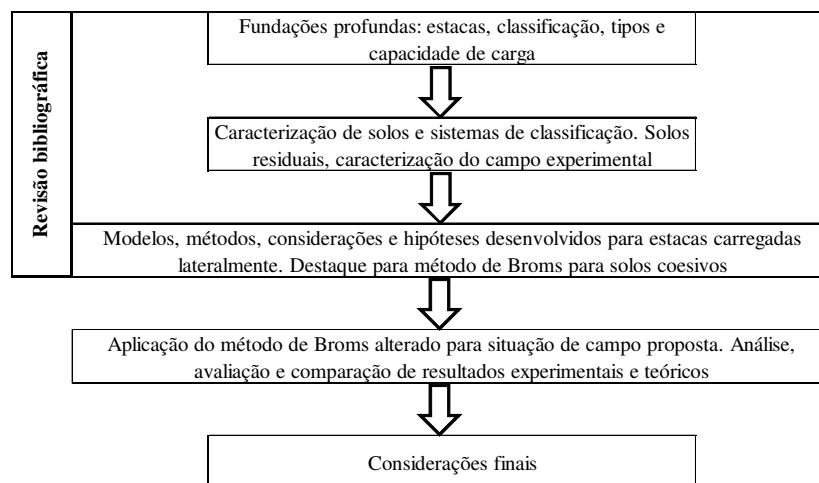 Revisão bibliográfica
Fundações profundas: estacas, classificação, tipos e
capacidade de carga
Caracterização de solos e sistemas de classificação. Solos
residuais, caracterização do campo experimental
Modelos, métodos, considerações e hipóteses desenvolvidos para estacas carregadas
lateralmente. Destaque para método de Broms para solos coesivos
Aplicação do método de Broms alterado para situação de campo proposta. Análise,
avaliação e comparação de resultados experimentais e teóricos
Considerações finais